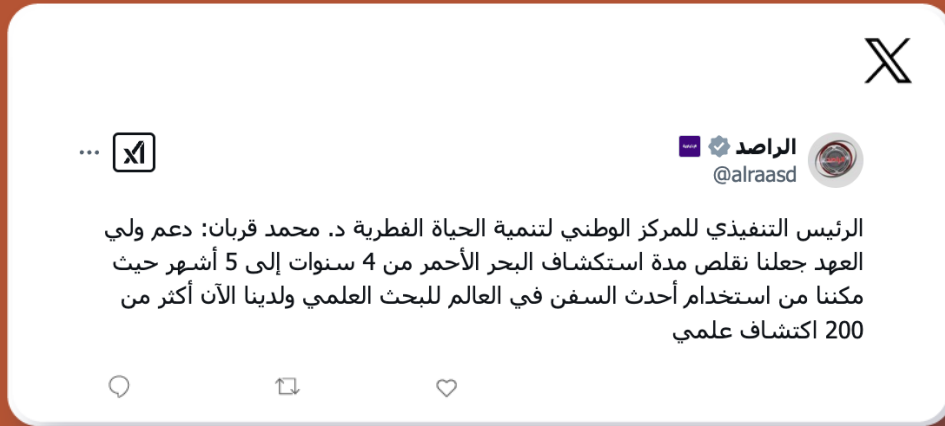 الراصد
@alraasd
الرئيس التنفيذي للمركز الوطني لتنمية الحياة الفطرية د. محمد قربان: دعم ولي
العهد جعلنا نقلص مدة استكشاف البحر الأحمر من 4 سنوات إلى 5 أشهر حيث
مكننا من استخدام أحدث السفن في العالم للبحث العلمي ولدينا الآن أكثر من
200 اكتشاف علمي